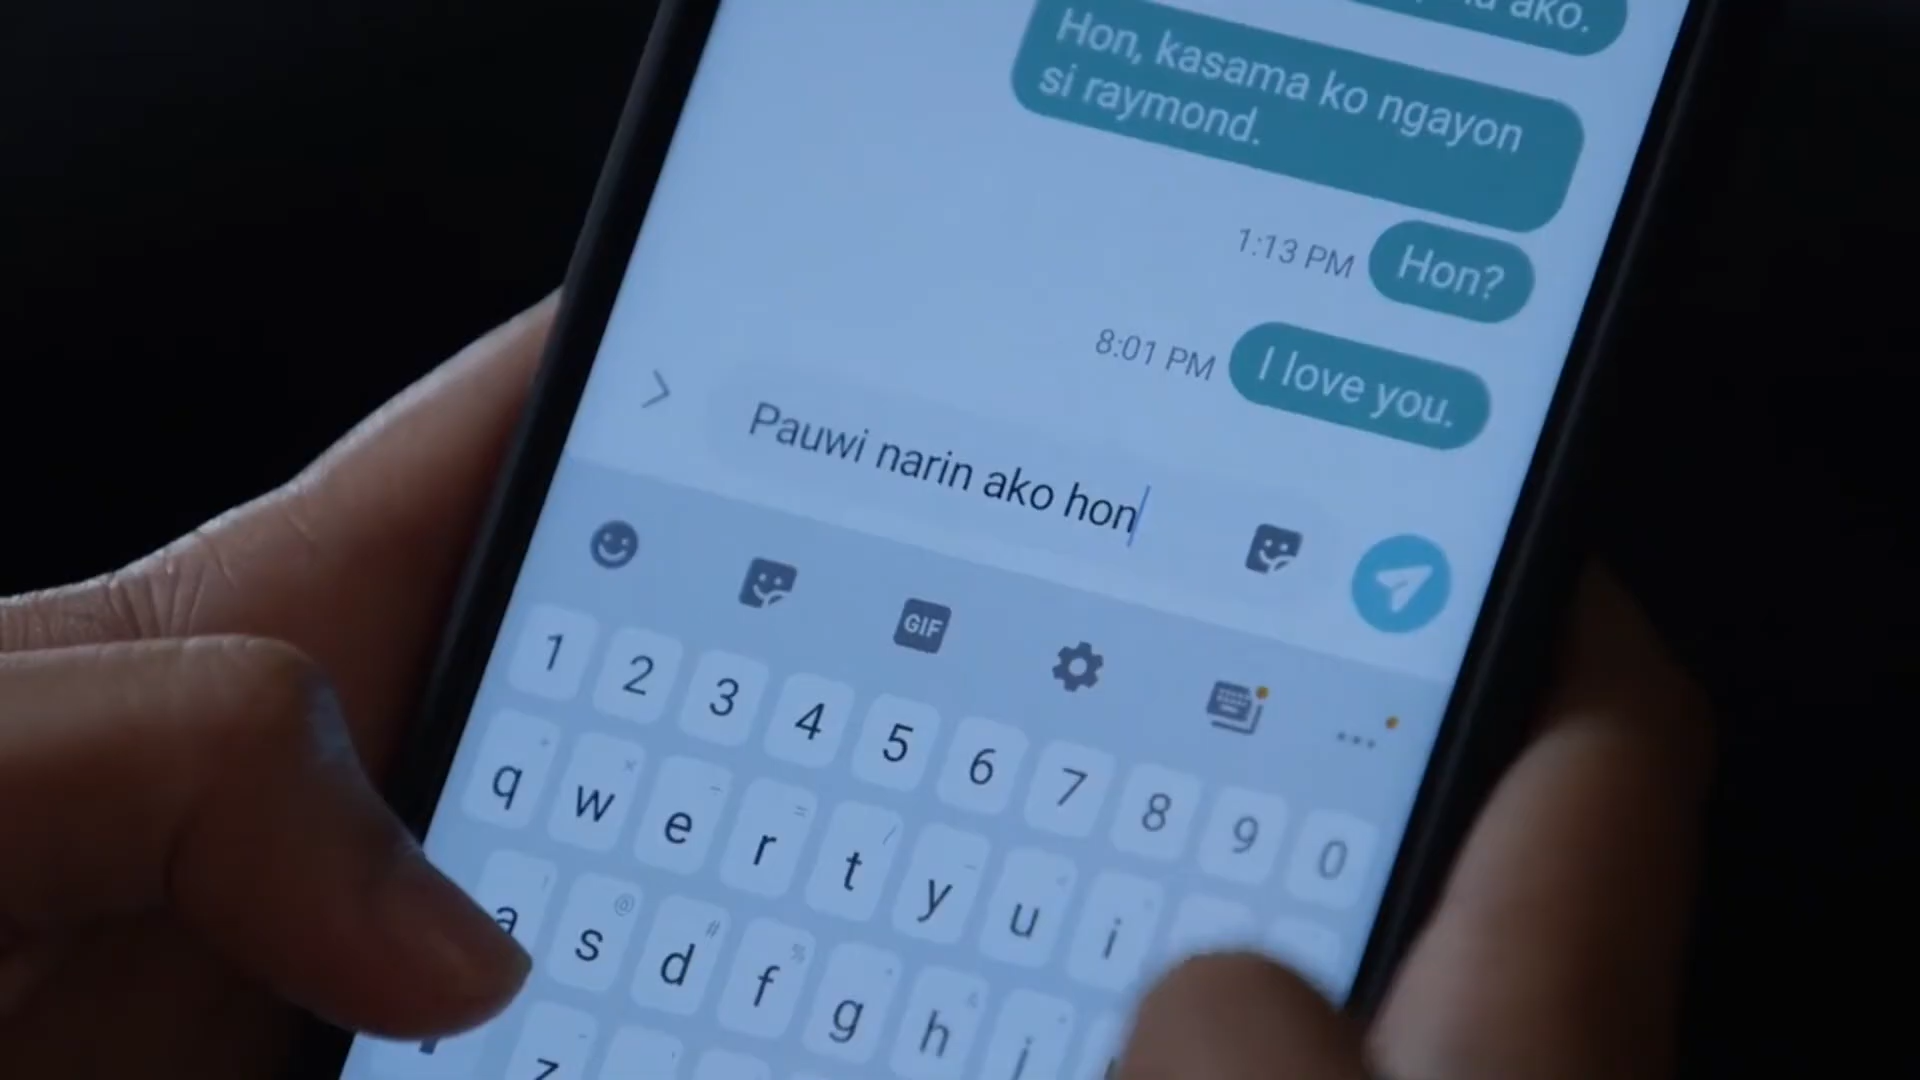 ako.
Hon, kasama ko ngayon
si raymond.
1:13 PM Hon?
8:01 PM I love you.
Pauwi narin ako hon
GIF
1 2 3 4 5 6 7 8 9 0
q w e r t y u i
a s d f g h j
z